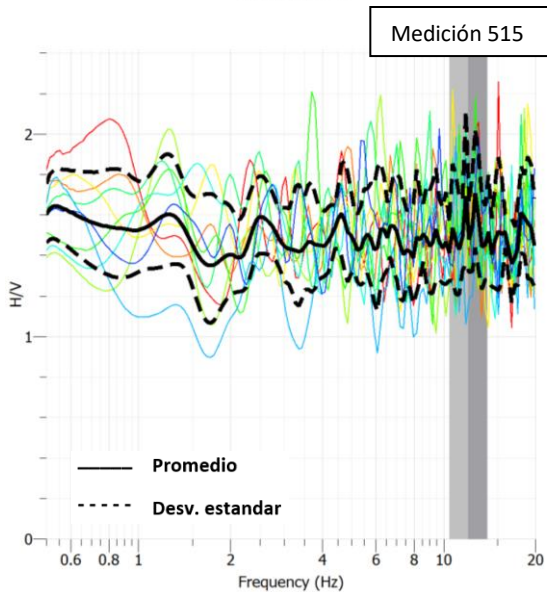 Medición 515
2
1
0
H/V
Promedio
Desv. estandar
0.6 0.8 1 2 4 6 8 10 20
Frequency (Hz)